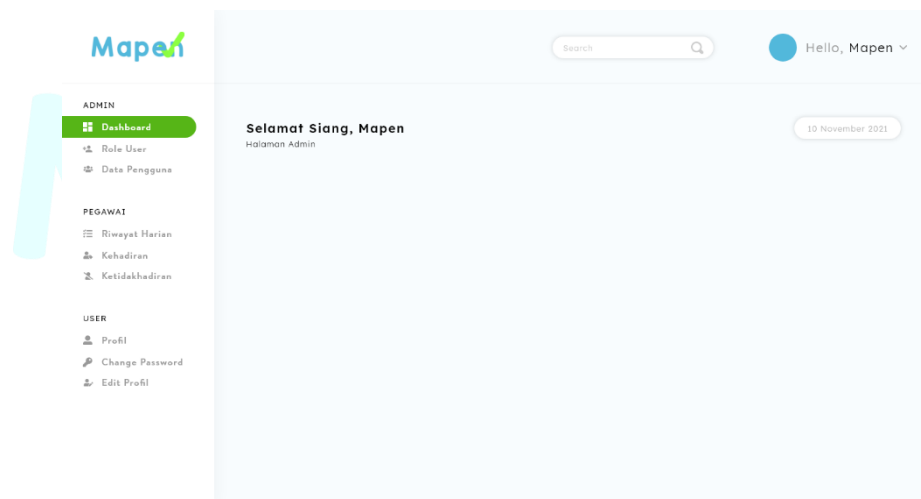 Mapen
Search
Hello, Mapen
ADMIN
Dashboard
Role User
Data Pengguna
PEGAWAI
Riwayat Harian
Kehadiran
Ketidakhadiran
USER
Profil
Change Password
Edit Profil
Selamat Siang, Mapen
Halaman Admin
10 November 2021